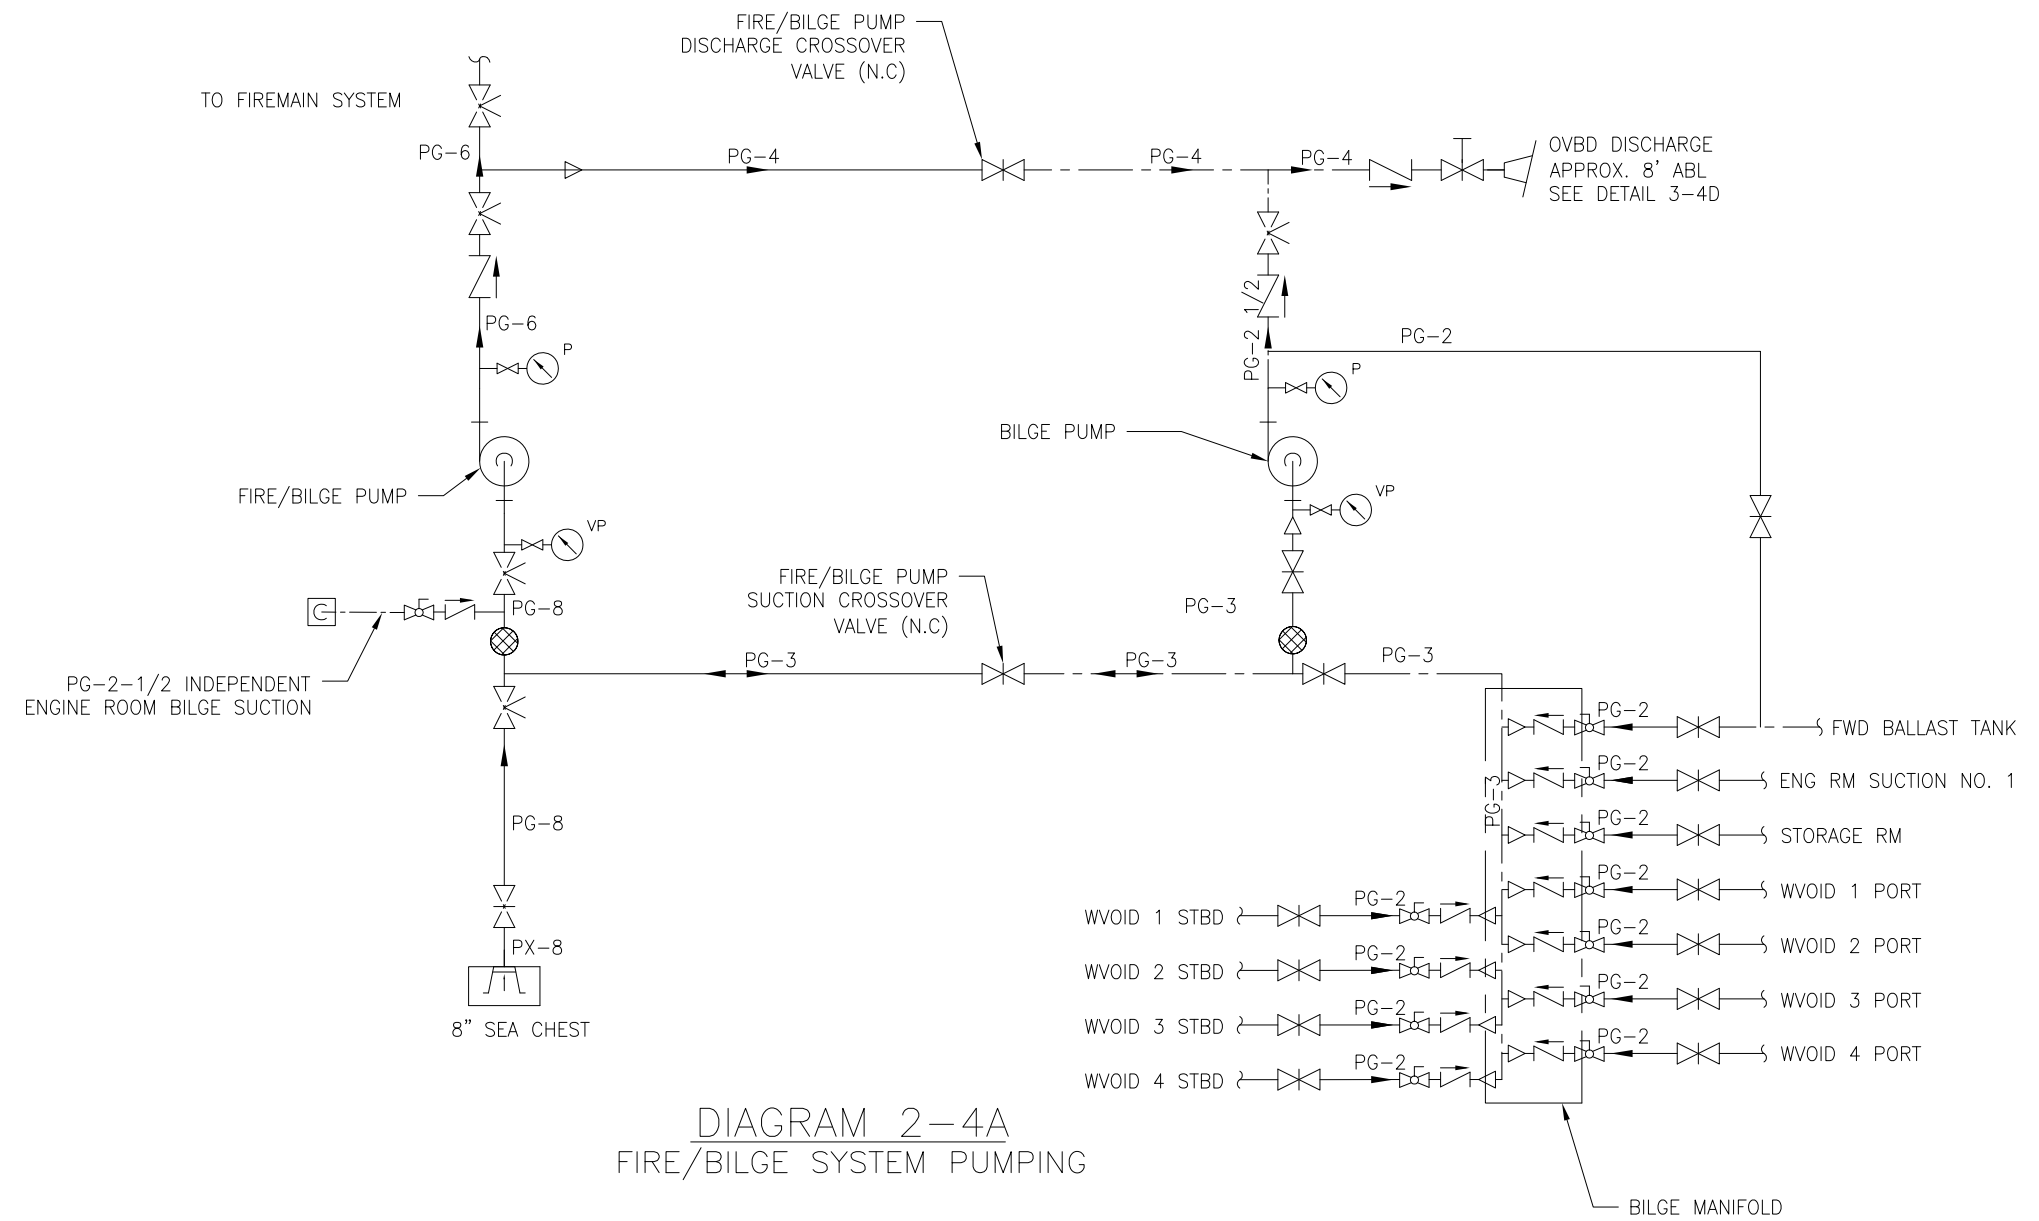 FIRE/BILGE PUMP
DISCHARGE CROSSOVER
VALVE (N.C)
TO FIREMAIN SYSTEM
PG-6
PG-4
PG-4
PG-4
OVBD DISCHARGE
APPROX. 8' ABL
SEE DETAIL 3-4D
PG-6
P
PG-2 1/2
PG-2
P
BILGE PUMP
FIRE/BILGE PUMP
VP
VP
FIRE/BILGE PUMP
SUCTION CROSSOVER
VALVE (N.C)
C
PG-8
PG-3
PG-3
PG-3
PG-3
PG-2-1/2 INDEPENDENT
ENGINE ROOM BILGE SUCTION
PG-2
FWD BALLAST TANK
PG-2
ENG RM SUCTION NO. 1
PG-3
PG-8
PG-2
STORAGE RM
PG-2
WVOID 1 PORT
WVOID 1 STBD
PG-2
PG-2
WVOID 2 PORT
PX-8
WVOID 2 STBD
PG-2
PG-2
WVOID 3 PORT
8" SEA CHEST
WVOID 3 STBD
PG-2
PG-2
WVOID 4 PORT
WVOID 4 STBD
PG-2
DIAGRAM 2-4A
FIRE/BILGE SYSTEM PUMPING
BILGE MANIFOLD